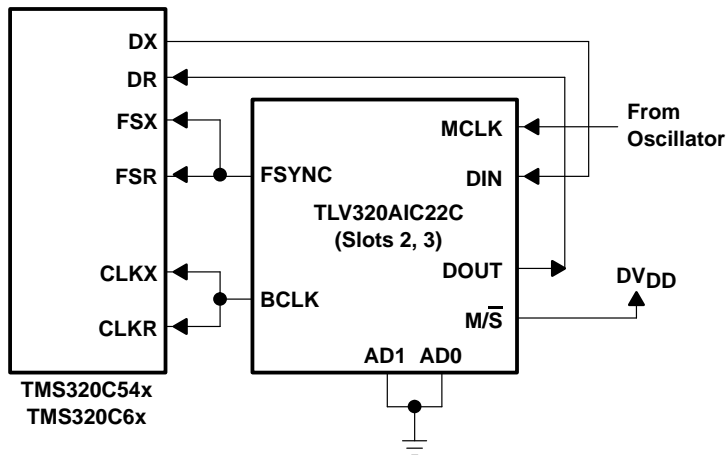 DX
DR
FSX
FSR
CLKX
CLKR
TMS320C54x
TMS320C6x
FSYNC
BCLK
TLV320AIC22C
(Slots 2, 3)
MCLK
DIN
DOUT
M/S̅
AD1 AD0
From
Oscillator
DVDD